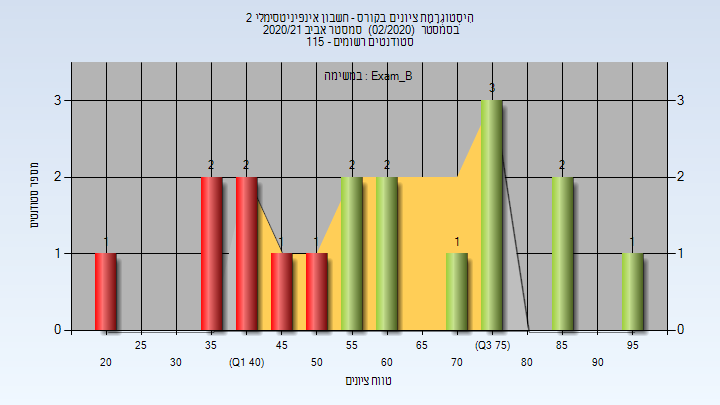 היסטוגרמת ציונים בקורס - חשבון אינפיניטסימלי 2
בסמסטר (02/2020) סמסטר אביב 2020/21
סטודנטים רשומים - 115
במשימה : Exam_B
מספר סטודנטים
3 3
2 2
1 1
0 0
1 2 2 1 1 2 2 1 3 2 1
25 35 45 55 65 (Q3 75) 85 95
20 30 (Q1 40) 50 60 70 80 90
טווח ציונים